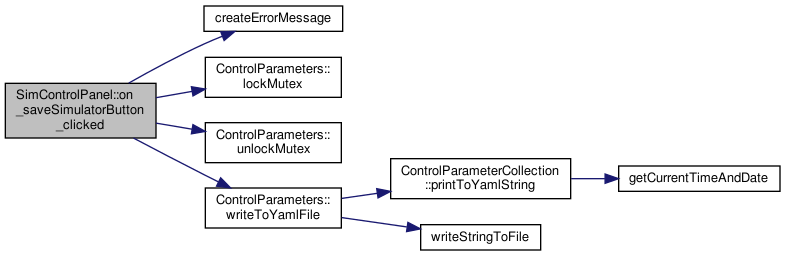 SimControlPanel::on
_saveSimulatorButton
_clicked
createErrorMessage
ControlParameters::
lockMutex
ControlParameters::
unlockMutex
ControlParameters::
writeToYamlFile
ControlParameterCollection
::printToYamlString
getCurrentTimeAndDate
writeStringToFile